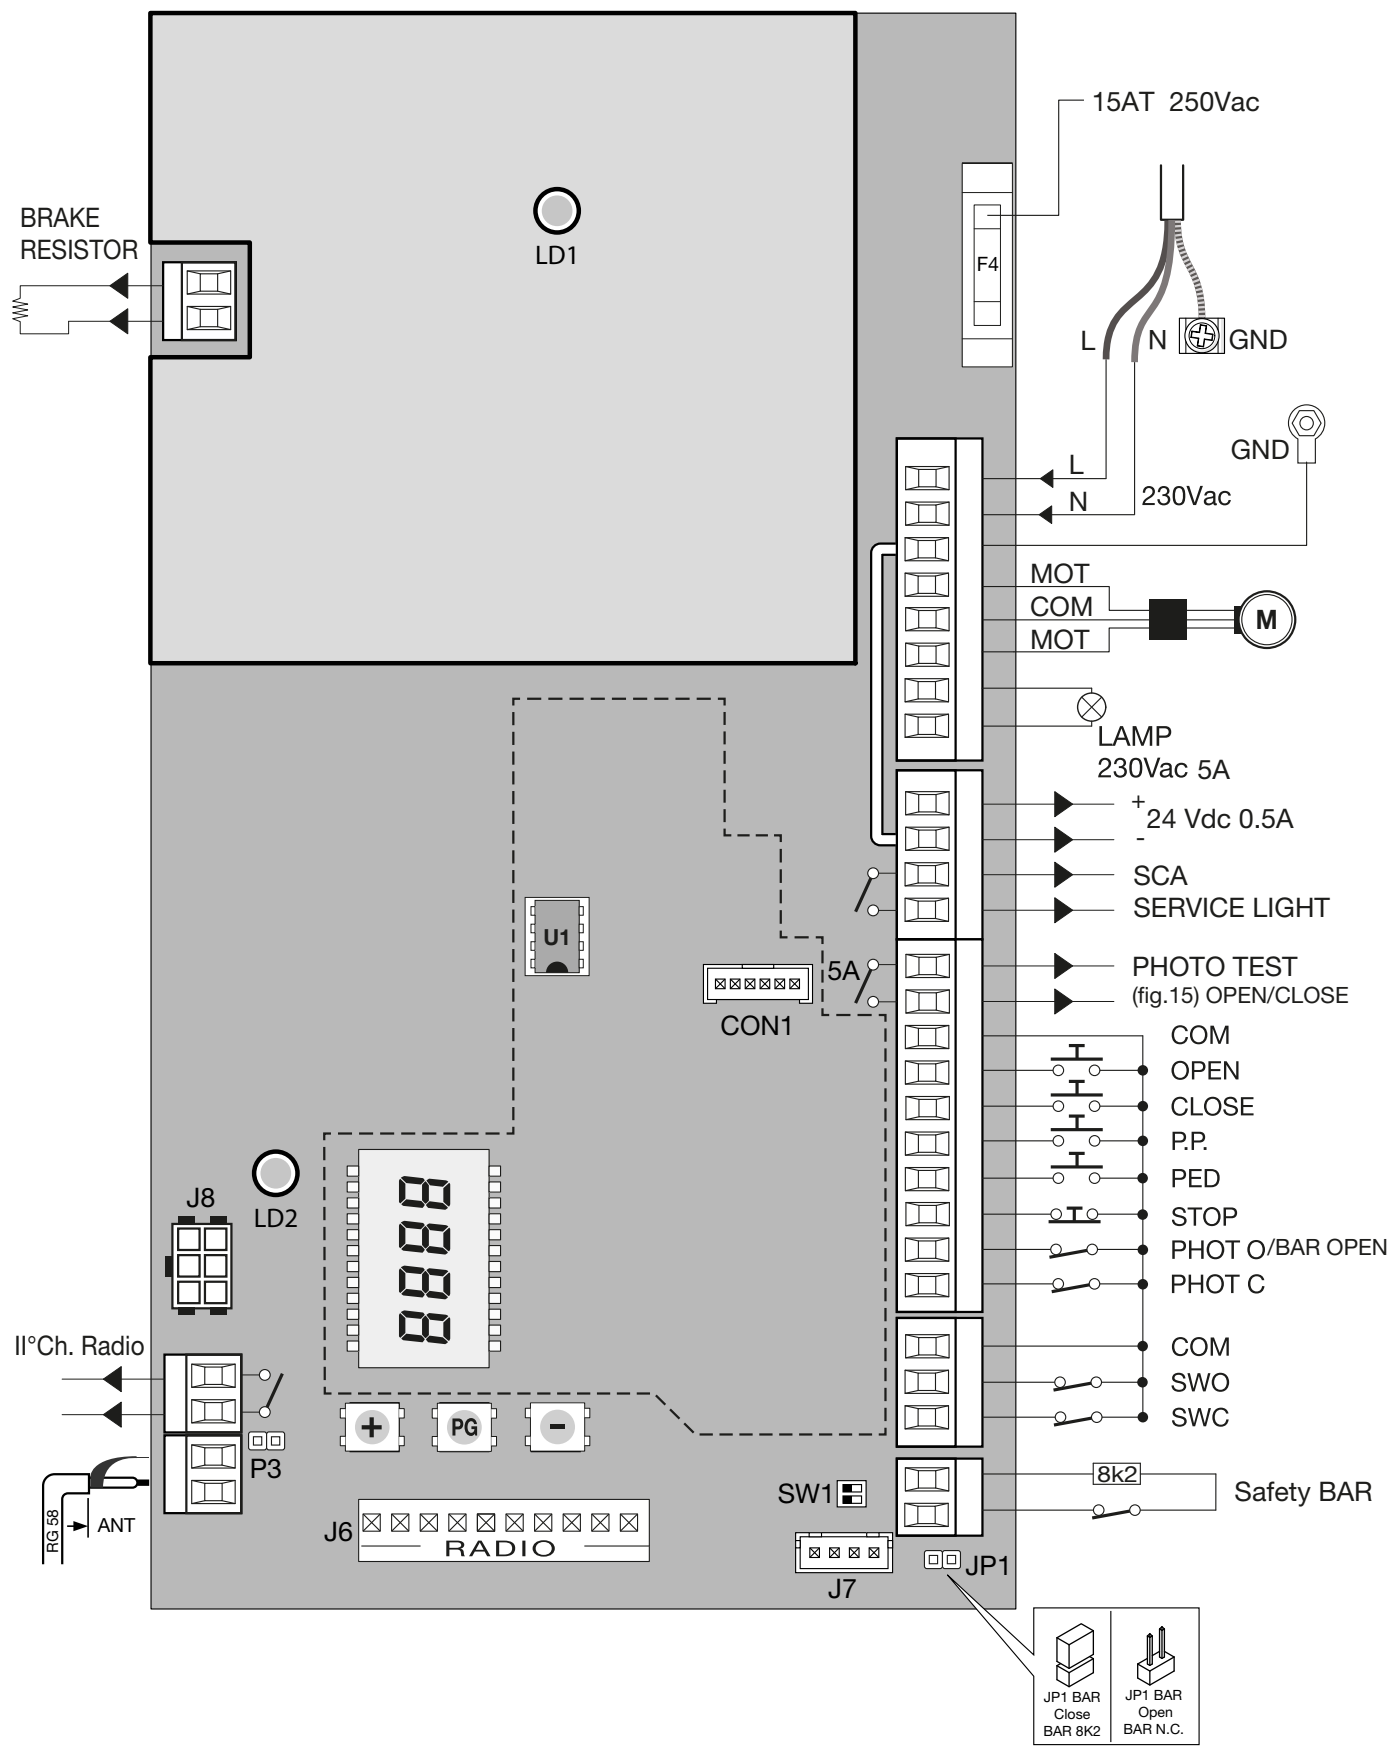 15AT 250Vac
BRAKE
RESISTOR
LD1
F4
L N GND
GND
L
N
230Vac
MOT
COM
MOT
M
LAMP
230Vac 5A
+
24 Vdc 0.5A
-
SCA
SERVICE LIGHT
U1
5A
PHOTO TEST
(fig.15) OPEN/CLOSE
CON1
COM
OPEN
CLOSE
P.P.
PED
STOP
PHOT O/BAR OPEN
PHOT C
J8
LD2
8888
II°Ch. Radio
COM
SWO
SWC
+ PG -
P3
SW1
8k2
Safety BAR
RG 58
ANT
J6
RADIO
J7
JP1
JP1 BAR
Close
BAR 8K2
JP1 BAR
Open
BAR N.C.